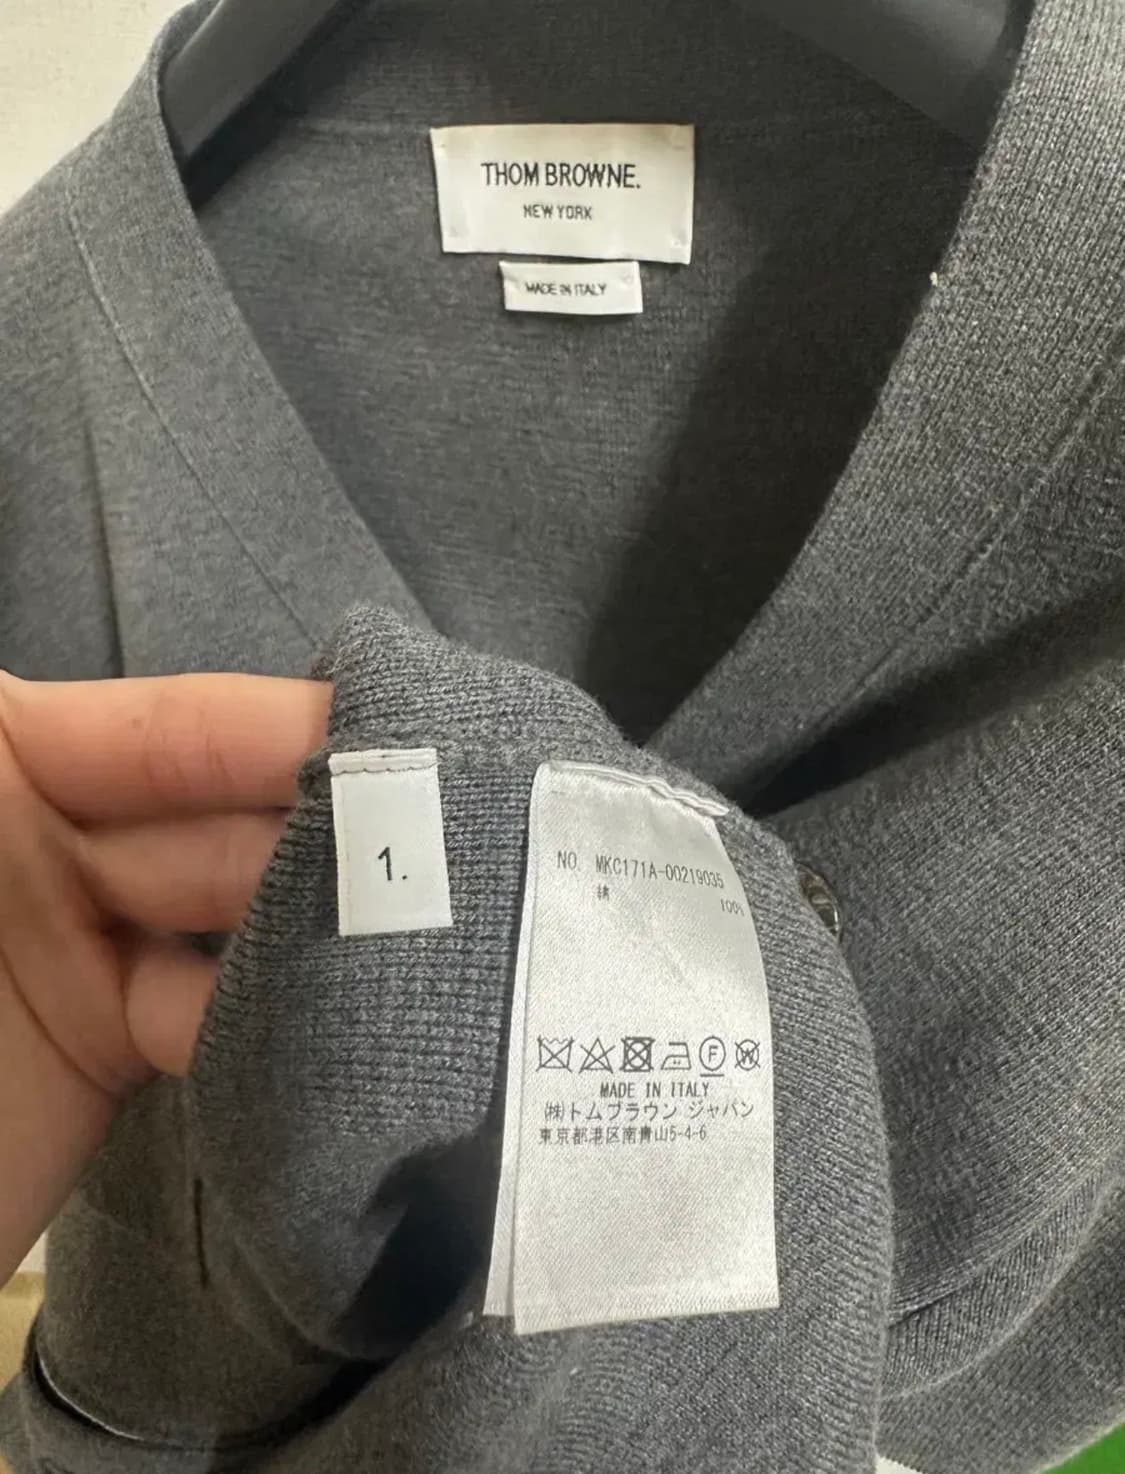 THOM BROWNE.
NEW YORK
MADE IN ITALY
1.
NO. MKC171A-00219035
綿 100%
MADE IN ITALY
(株)トムブラウン ジャパン
東京都港区南青山5-4-6